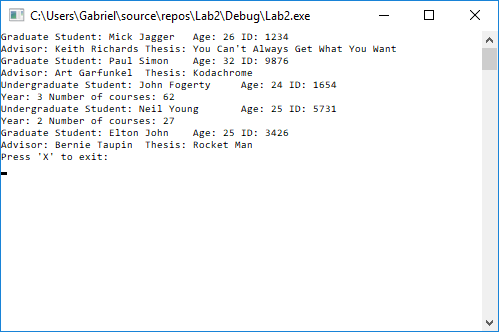 C:\Users\Gabriel\source\repos\Lab2\Debug\Lab2.exe
Graduate Student: Mick Jagger Age: 26 ID: 1234
Advisor: Keith Richards Thesis: You Can't Always Get What You Want
Graduate Student: Paul Simon Age: 32 ID: 9876
Advisor: Art Garfunkel Thesis: Kodachrome
Undergraduate Student: John Fogerty Age: 24 ID: 1654
Year: 3 Number of courses: 62
Undergraduate Student: Neil Young Age: 25 ID: 5731
Year: 2 Number of courses: 27
Graduate Student: Elton John Age: 25 ID: 3426
Advisor: Bernie Taupin Thesis: Rocket Man
Press 'X' to exit: